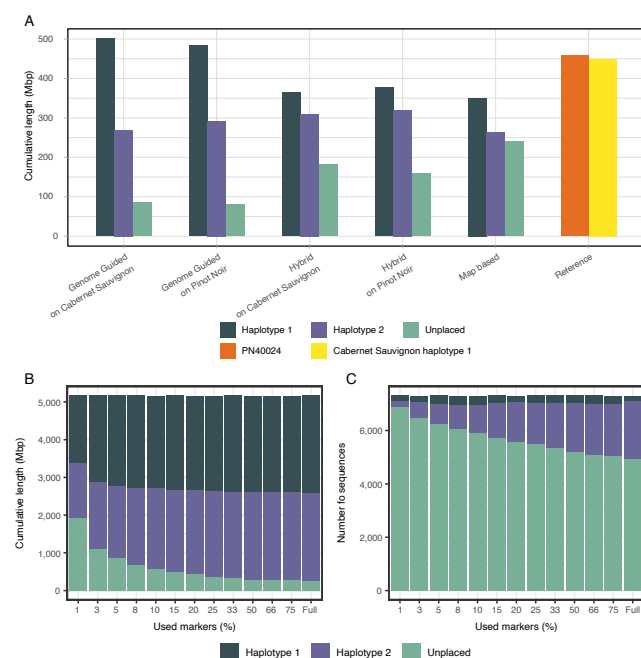 A
Cumulative length (Mbp)
500
400
300
200
100
0
Genome Guided
on Cabernet Sauvignon
Genome Guided
on Pinot Noir
Hybrid
on Cabernet Sauvignon
Hybrid
on Pinot Noir
Map based
Reference
Haplotype 1 Haplotype 2 Unplaced
PN40024 Cabernet Sauvignon haplotype 1
B
Cumulative length (Mbp)
5,000
4,000
3,000
2,000
1,000
0
1 3 5 8 10 15 20 25 33 50 66 75 Full
Used markers (%)
C
Number fo sequences
6,000
4,000
2,000
0
1 3 5 8 10 15 20 25 33 50 66 75 Full
Used markers (%)
Haplotype 1 Haplotype 2 Unplaced